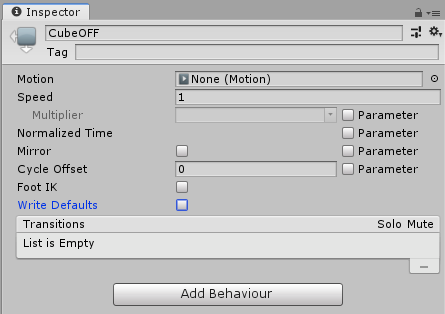 Inspector
CubeOFF
Tag
Motion None (Motion)
Speed 1
Multiplier Parameter
Normalized Time Parameter
Mirror Parameter
Cycle Offset 0 Parameter
Foot IK
Write Defaults
Transitions Solo Mute
List is Empty
Add Behaviour